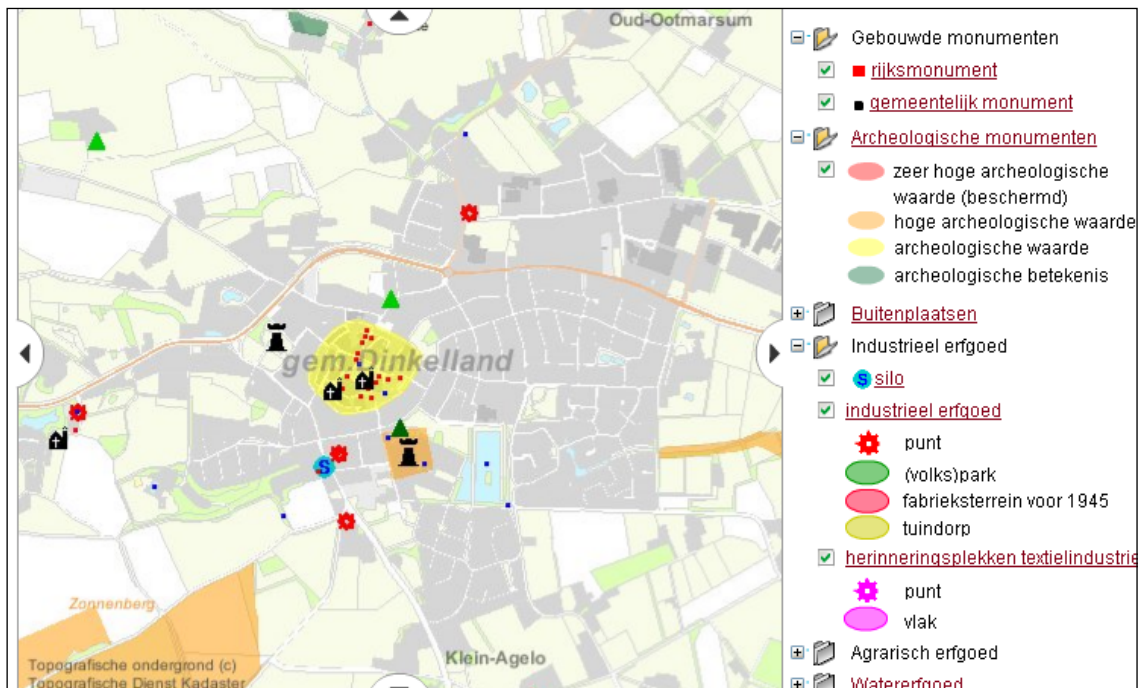 Oud-Ootmarsum
gem. Dinkelland
Zonnenberg
Klein-Agelo
Topografische ondergrond (c)
Topografische Dienst Kadaster
Gebouwde monumenten
rijksmonument
gemeentelijk monument
Archeologische monumenten
zeer hoge archeologische
waarde (beschermd)
hoge archeologische waarde
archeologische waarde
archeologische betekenis
Buitenplaatsen
Industrieel erfgoed
S silo
industrieel erfgoed
punt
(volks)park
fabrieksterrein voor 1945
tuindorp
herinneringsplekken textielindustrie
punt
vlak
Agrarisch erfgoed
Watererfgoed